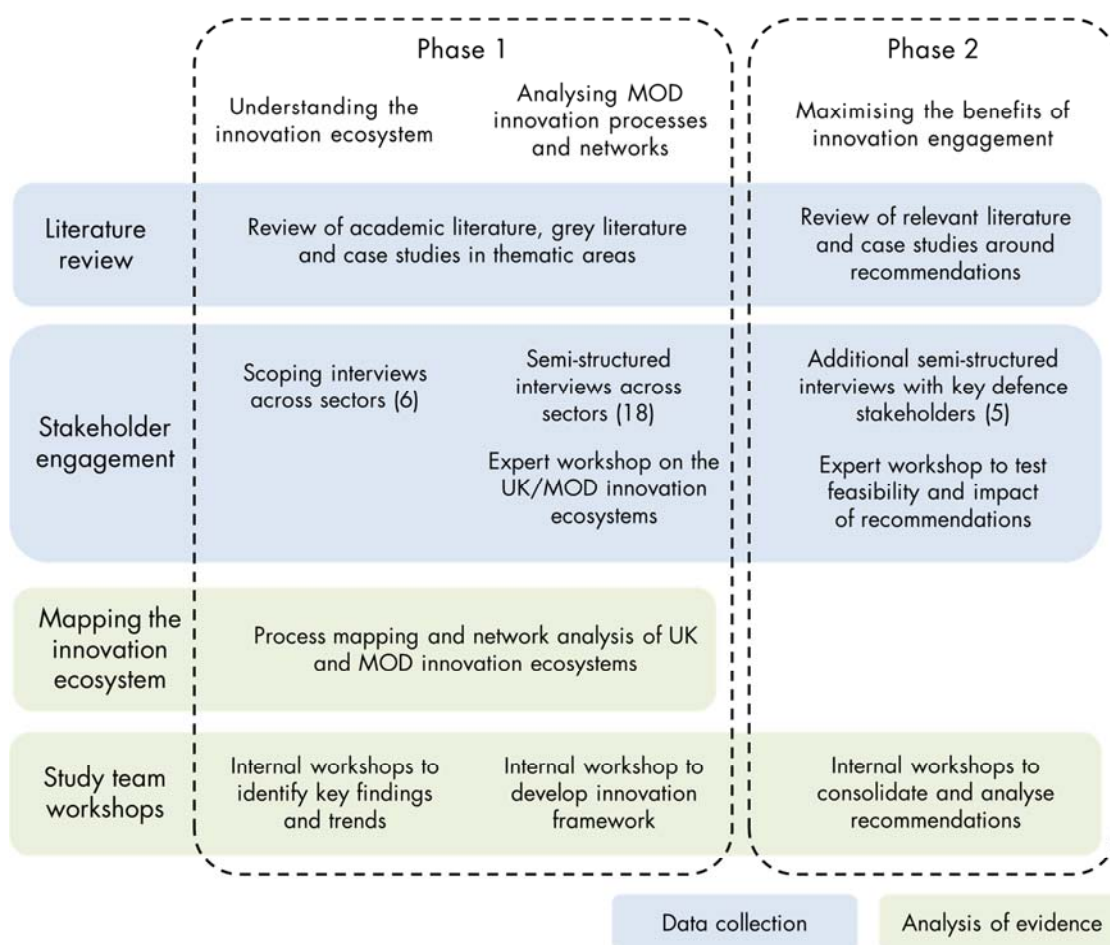 Phase 1
Phase 2
Understanding the
innovation ecosystem
Analysing MOD
innovation processes
and networks
Maximising the benefits of
innovation engagement
Literature
review
Review of academic literature, grey literature
and case studies in thematic areas
Review of relevant literature
and case studies around
recommendations
Stakeholder
engagement
Scoping interviews
across sectors (6)
Semi-structured
interviews across
sectors (18)
Expert workshop on the
UK/MOD innovation
ecosystems
Additional semi-structured
interviews with key defence
stakeholders (5)
Expert workshop to test
feasibility and impact
of recommendations
Mapping the
innovation
ecosystem
Process mapping and network analysis of UK
and MOD innovation ecosystems
Study team
workshops
Internal workshops to
identify key findings
and trends
Internal workshop to
develop innovation
framework
Internal workshops to
consolidate and analyse
recommendations
Data collection
Analysis of evidence